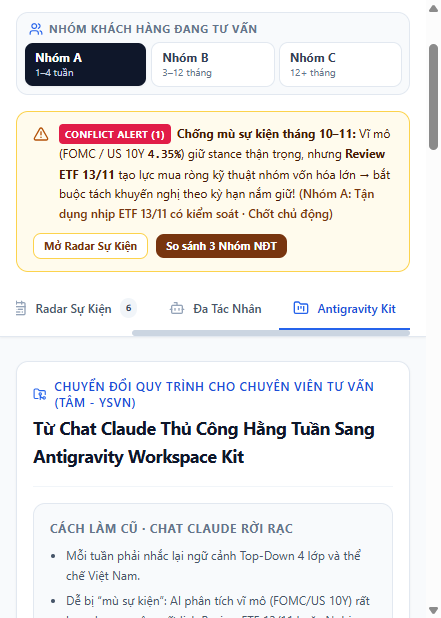 NHÓM KHÁCH HÀNG ĐANG TƯ VẤN
Nhóm A
1–4 tuần
Nhóm B
3–12 tháng
Nhóm C
12+ tháng
CONFLICT ALERT (1) Chống mù sự kiện tháng 10–11: Vĩ mô
(FOMC / US 10Y 4.35%) giữ stance thận trọng, nhưng Review
ETF 13/11 tạo lực mua ròng kỹ thuật nhóm vốn hóa lớn → bắt
buộc tách khuyến nghị theo kỳ hạn nắm giữ! (Nhóm A: Tận
dụng nhịp ETF 13/11 có kiểm soát · Chốt chủ động)
Mở Radar Sự Kiện
So sánh 3 Nhóm NĐT
Radar Sự Kiện 6
Đa Tác Nhân
Antigravity Kit
CHUYỂN ĐỔI QUY TRÌNH CHO CHUYÊN VIÊN TƯ VẤN
(TÂM - YSVN)
Từ Chat Claude Thủ Công Hằng Tuần Sang
Antigravity Workspace Kit
CÁCH LÀM CŨ · CHAT CLAUDE RỜI RẠC
• Mỗi tuần phải nhắc lại ngữ cảnh Top-Down 4 lớp và thể
chế Việt Nam.
• Dễ bị “mù sự kiện”: AI phân tích vĩ mô (FOMC/US 10Y) rất